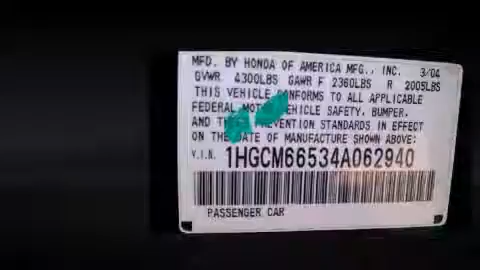 MFD. BY HONDA OF AMERICA MFG., INC. 3/04
GVWR 4300LBS GAWR F 2360LBS R 2005LBS
THIS VEHICLE CONFORMS TO ALL APPLICABLE
FEDERAL MOTOR VEHICLE SAFETY, BUMPER,
AND PREVENTION STANDARDS IN EFFECT
ON THE DATE OF MANUFACTURE SHOWN ABOVE:
V.I.N. 1HGCM66534A062940
PASSENGER CAR